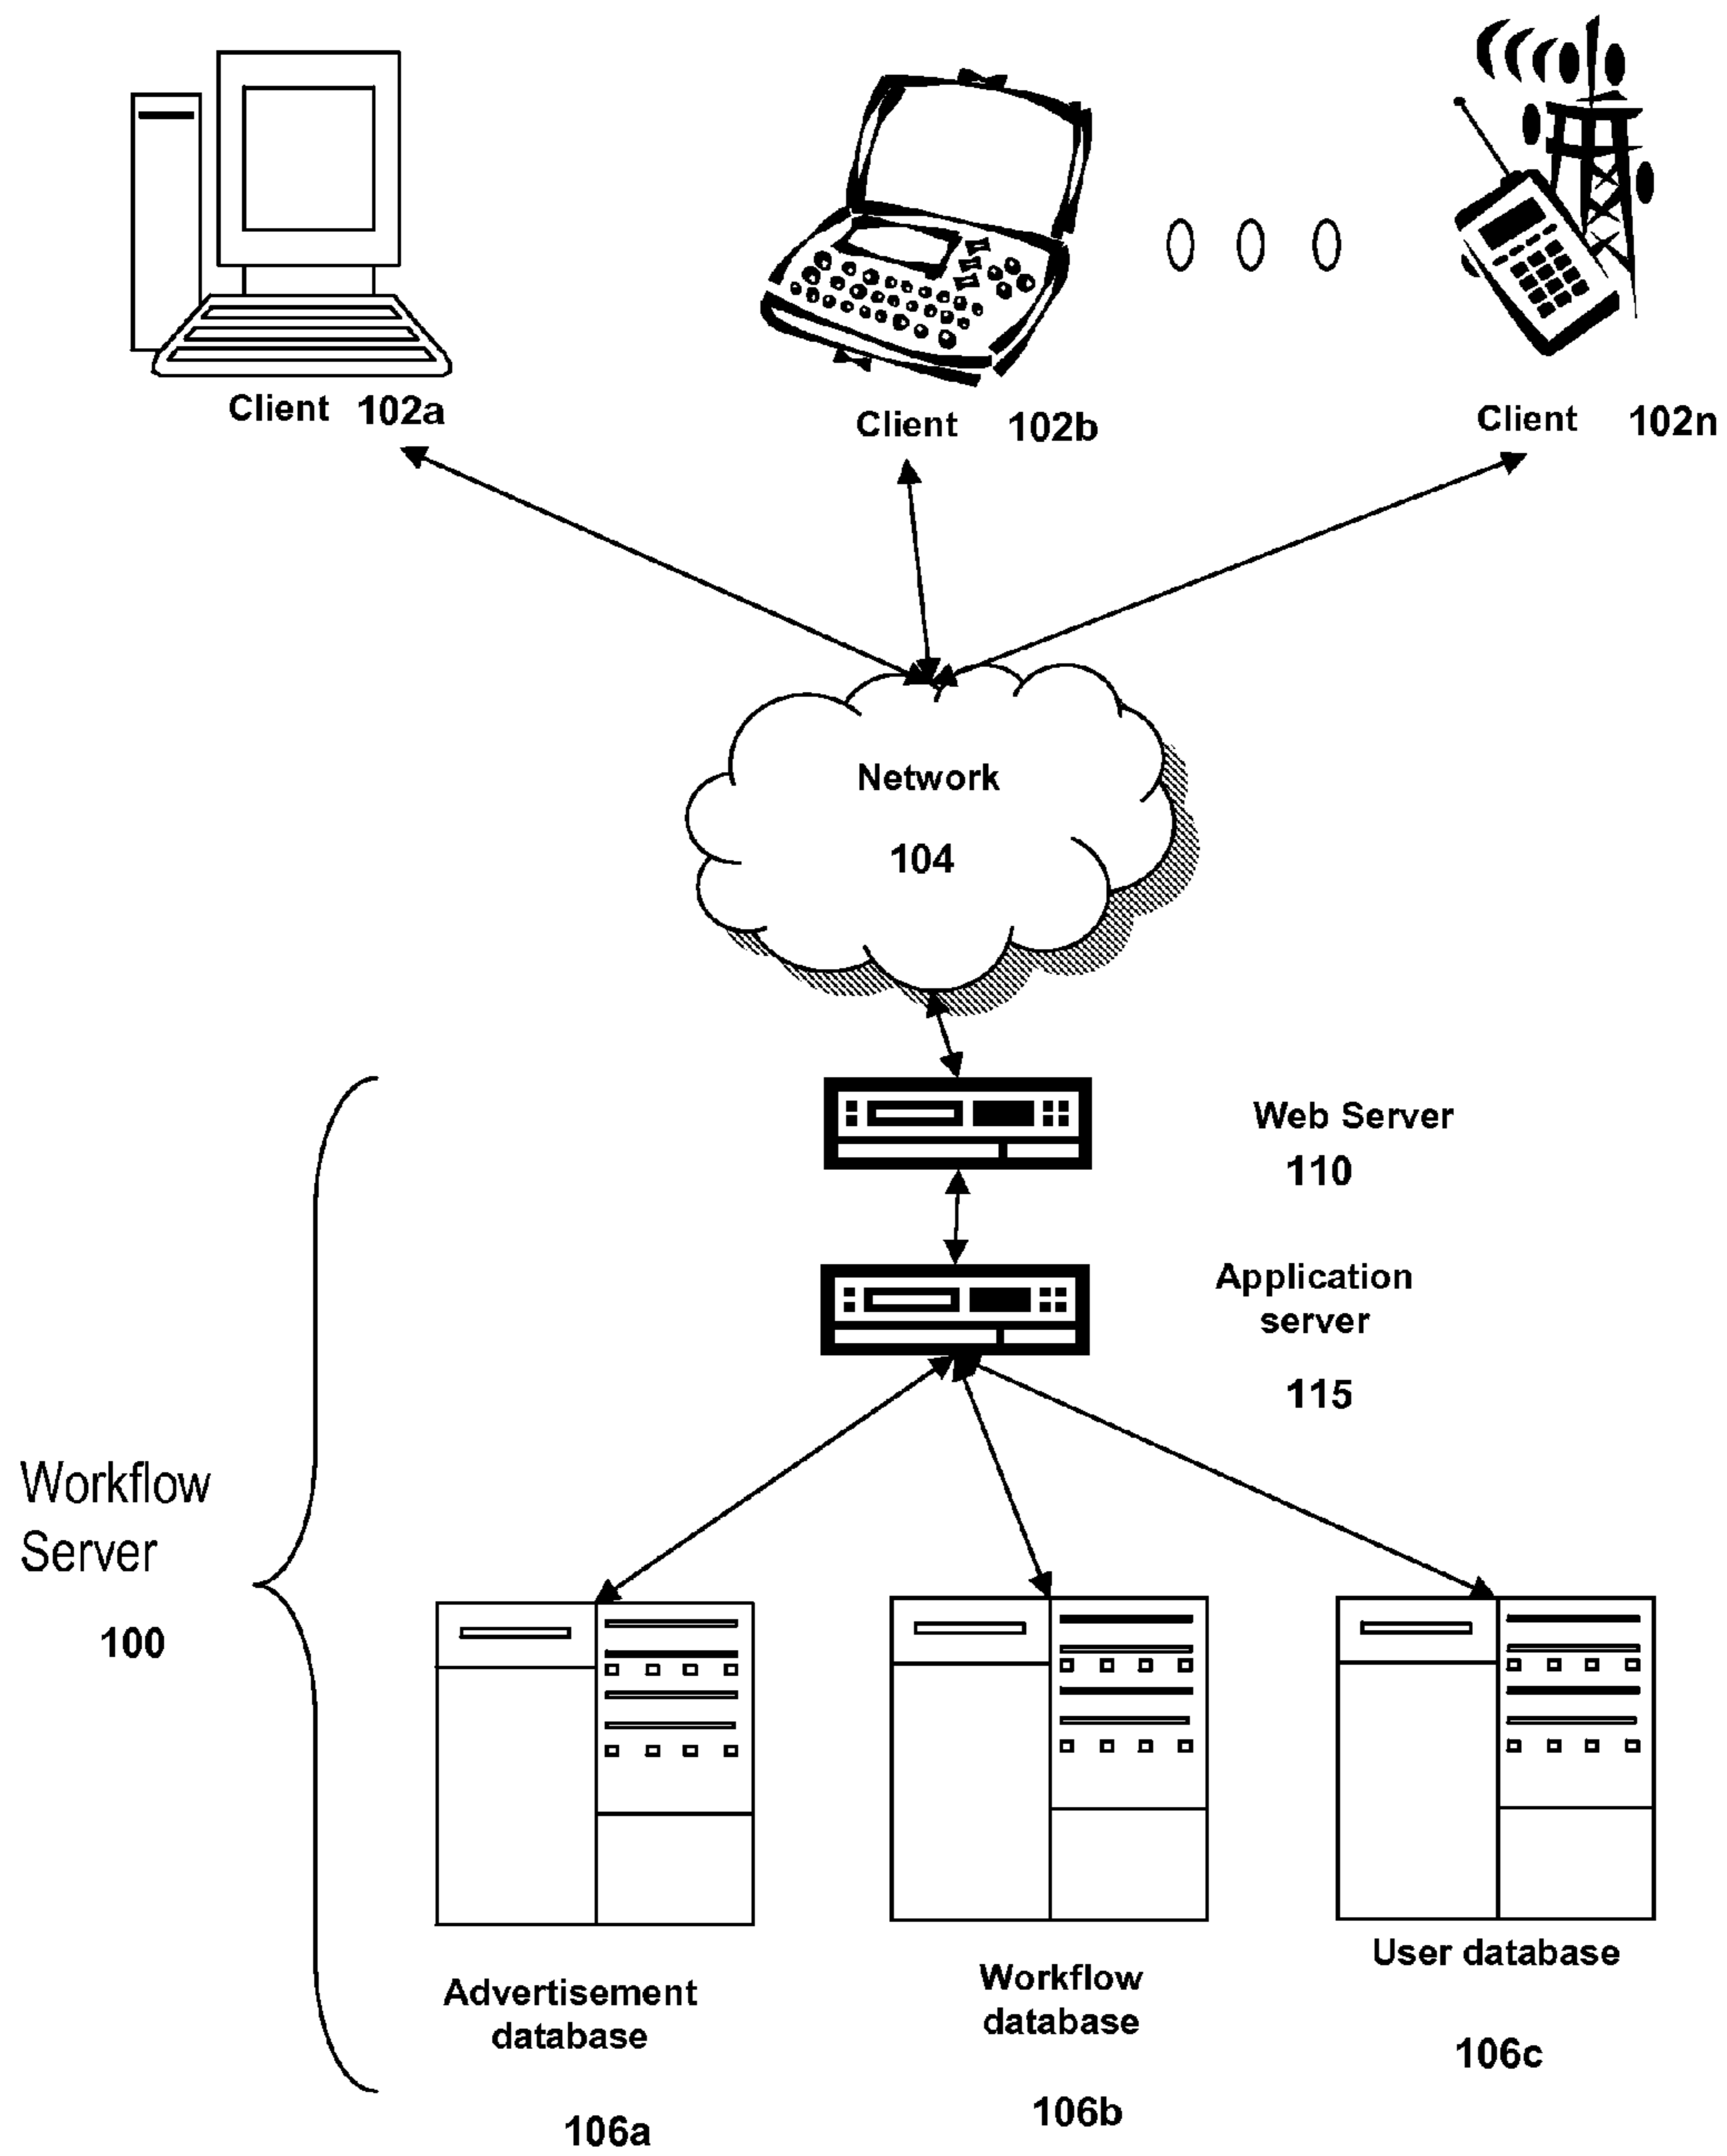 Client 102a
Client 102b
Client 102n
Network
104
Web Server
110
Application
server
115
Workflow
Server
100
Advertisement
database
106a
Workflow
database
106b
User database
106c